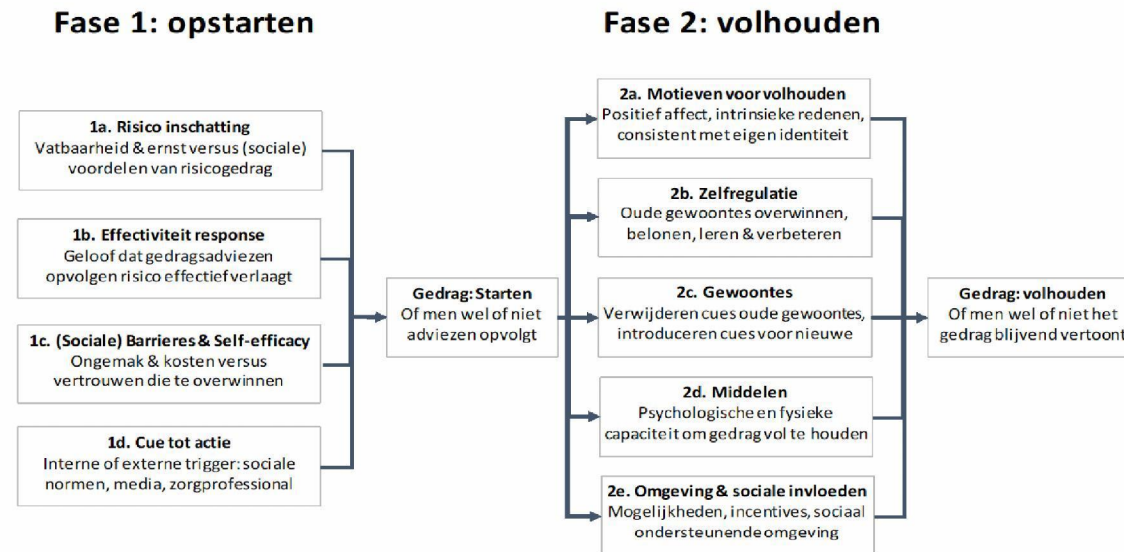 Fase 1: opstarten
1a. Risico inschatting
Vatbaarheid & ernst versus (sociale)
voordelen van risicogedrag
1b. Effectiviteit response
Geloof dat gedragsadviezen
opvolgen risico effectief verlaagt
1c. (Sociale) Barrieres & Self-efficacy
Ongemak & kosten versus
vertrouwen die te overwinnen
1d. Cue tot actie
Interne of externe trigger: sociale
normen, media, zorgprofessional
Gedrag: Starten
Of men wel of niet
adviezen opvolgt
Fase 2: volhouden
2a. Motieven voor volhouden
Positief affect, intrinsieke redenen,
consistent met eigen identiteit
2b. Zelfregulatie
Oude gewoontes overwinnen,
belonen, leren & verbeteren
2c. Gewoontes
Verwijderen cues oude gewoontes,
introduceren cues voor nieuwe
2d. Middelen
Psychologische en fysieke
capaciteit om gedrag vol te houden
2e. Omgeving & sociale invloeden
Mogelijkheden, incentives, sociaal
ondersteunende omgeving
Gedrag: volhouden
Of men wel of niet het
gedrag blijvend vertoont